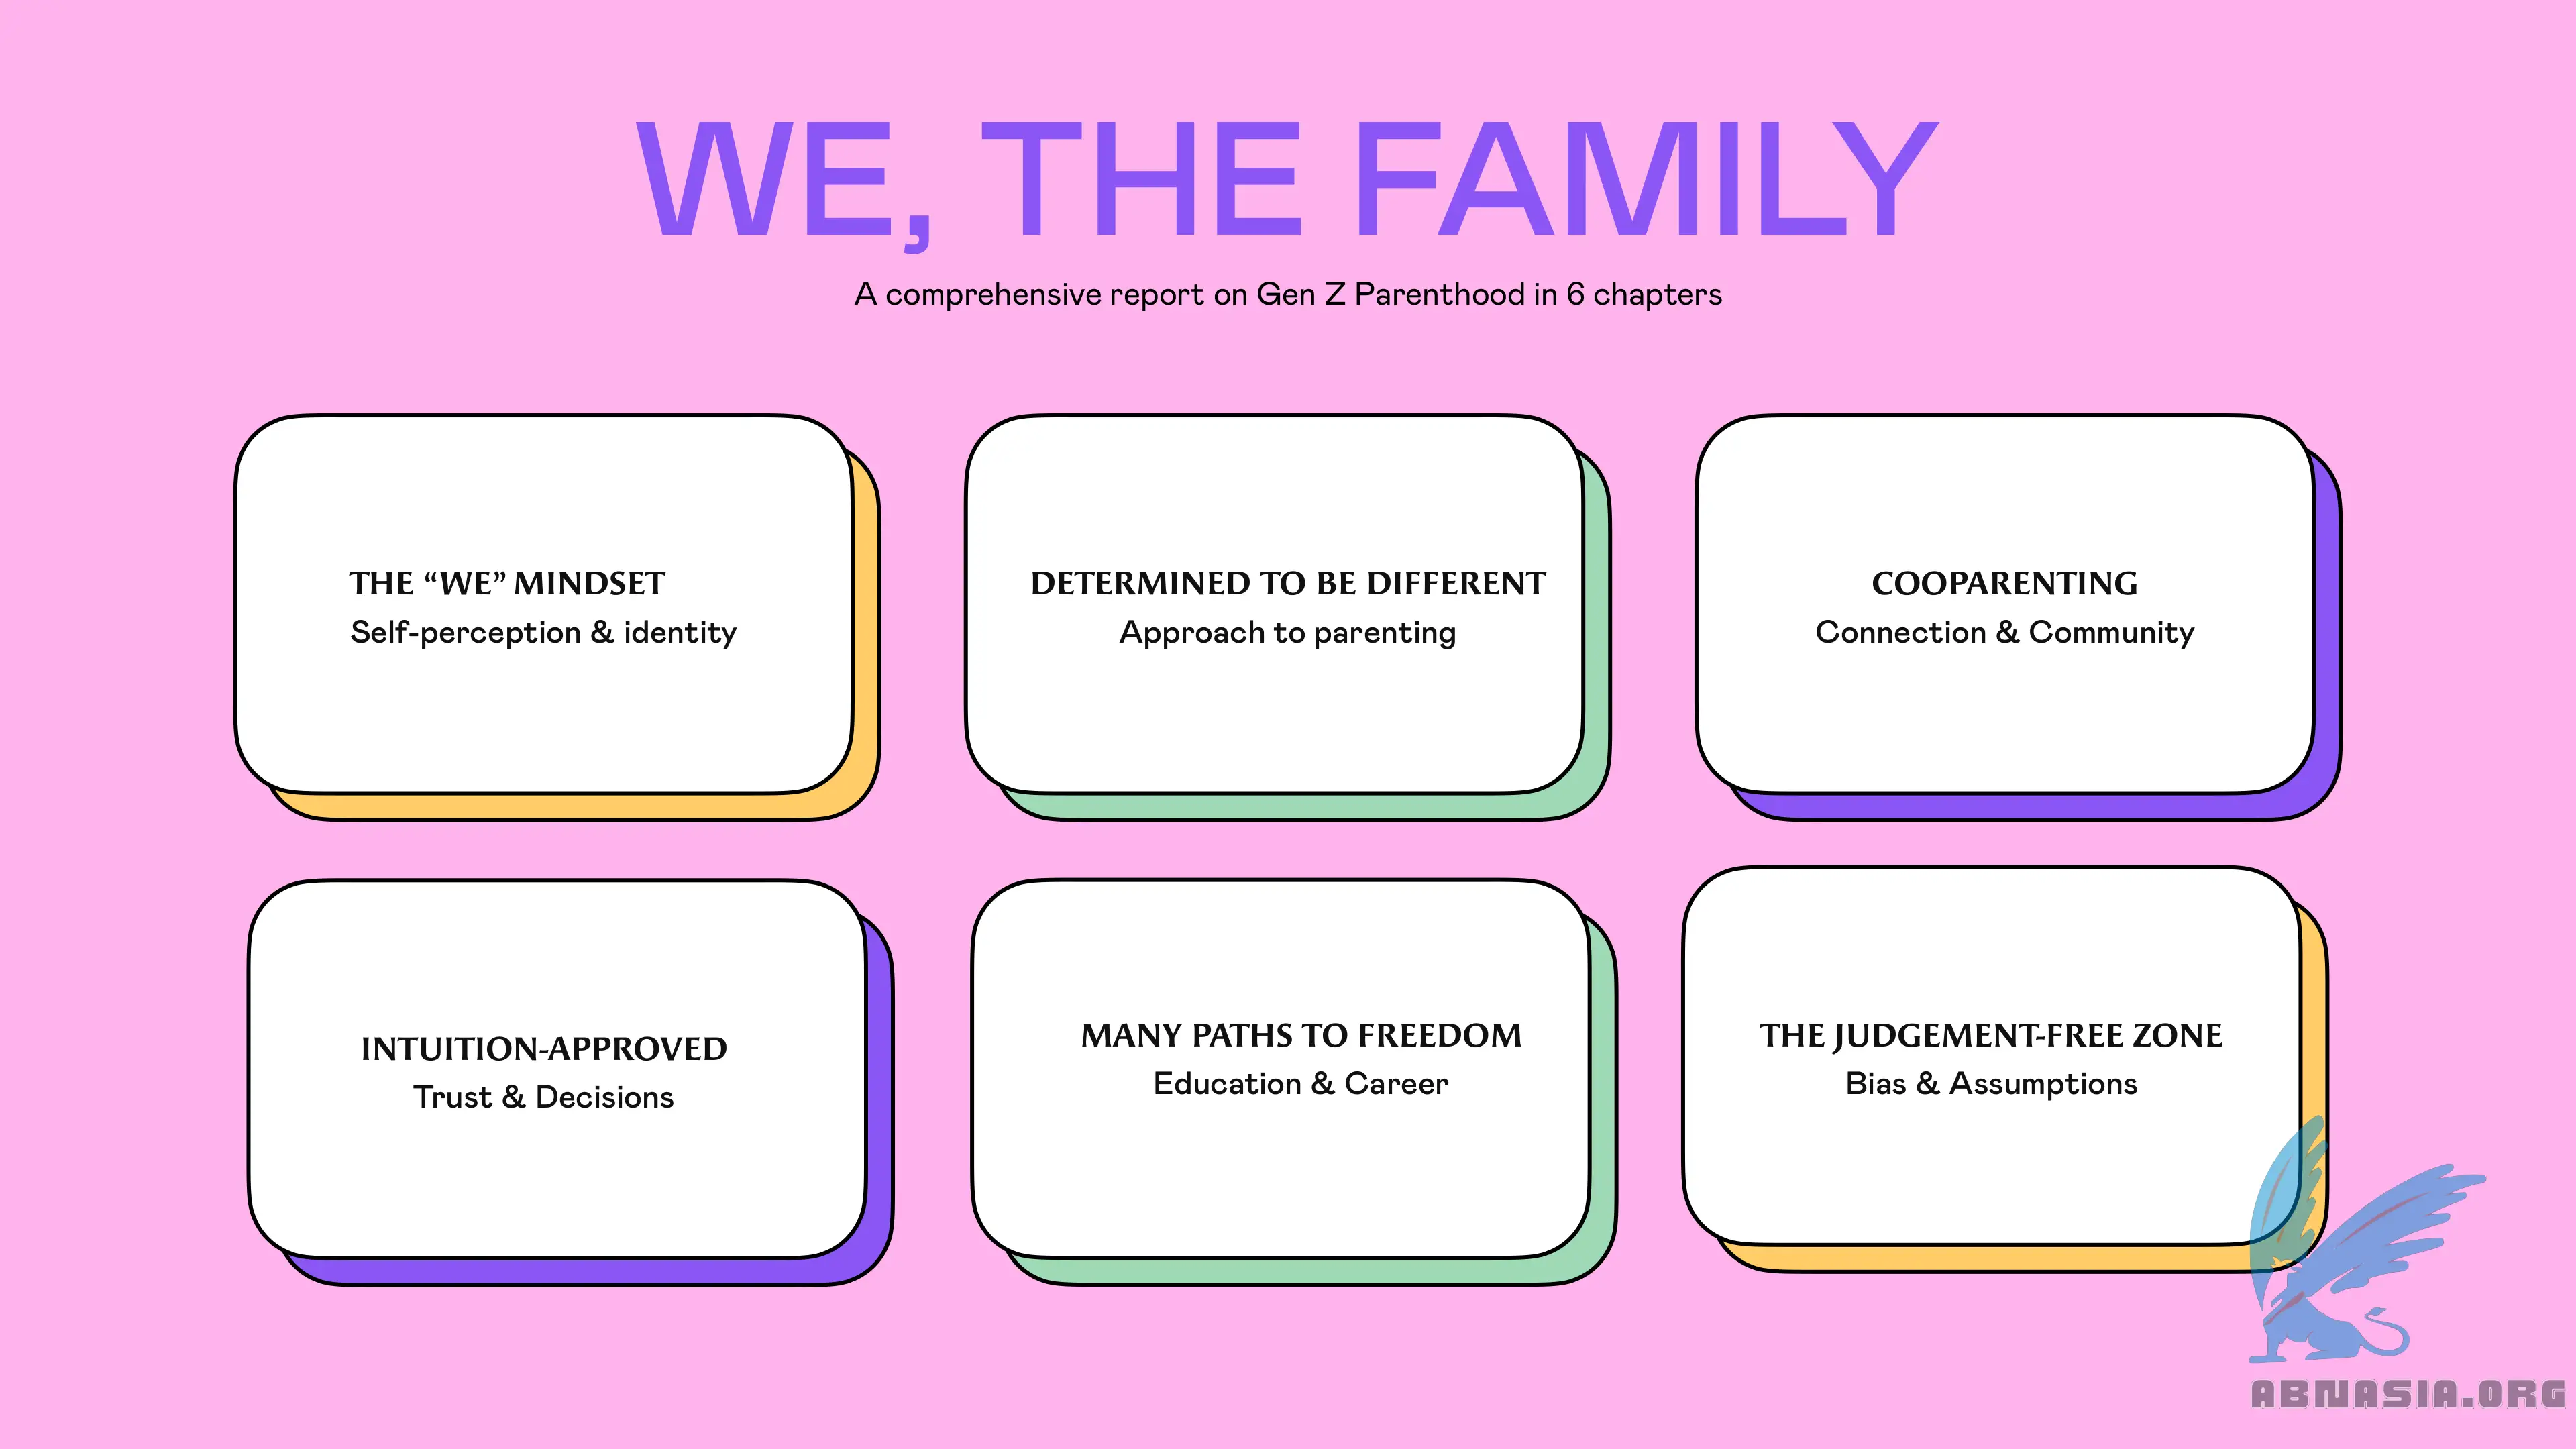 WE, THE FAMILY
A comprehensive report on Gen Z Parenthood in 6 chapters
THE “WE” MINDSET
Self-perception & identity
DETERMINED TO BE DIFFERENT
Approach to parenting
COOPARENTING
Connection & Community
INTUITION-APPROVED
Trust & Decisions
MANY PATHS TO FREEDOM
Education & Career
THE JUDGEMENT-FREE ZONE
Bias & Assumptions
ABNASIA.ORG